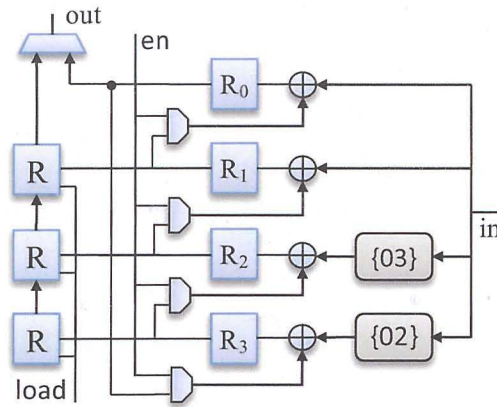 out
en
R₀
R
R₁
in
R
R₂
{03}
R
R₃
{02}
load